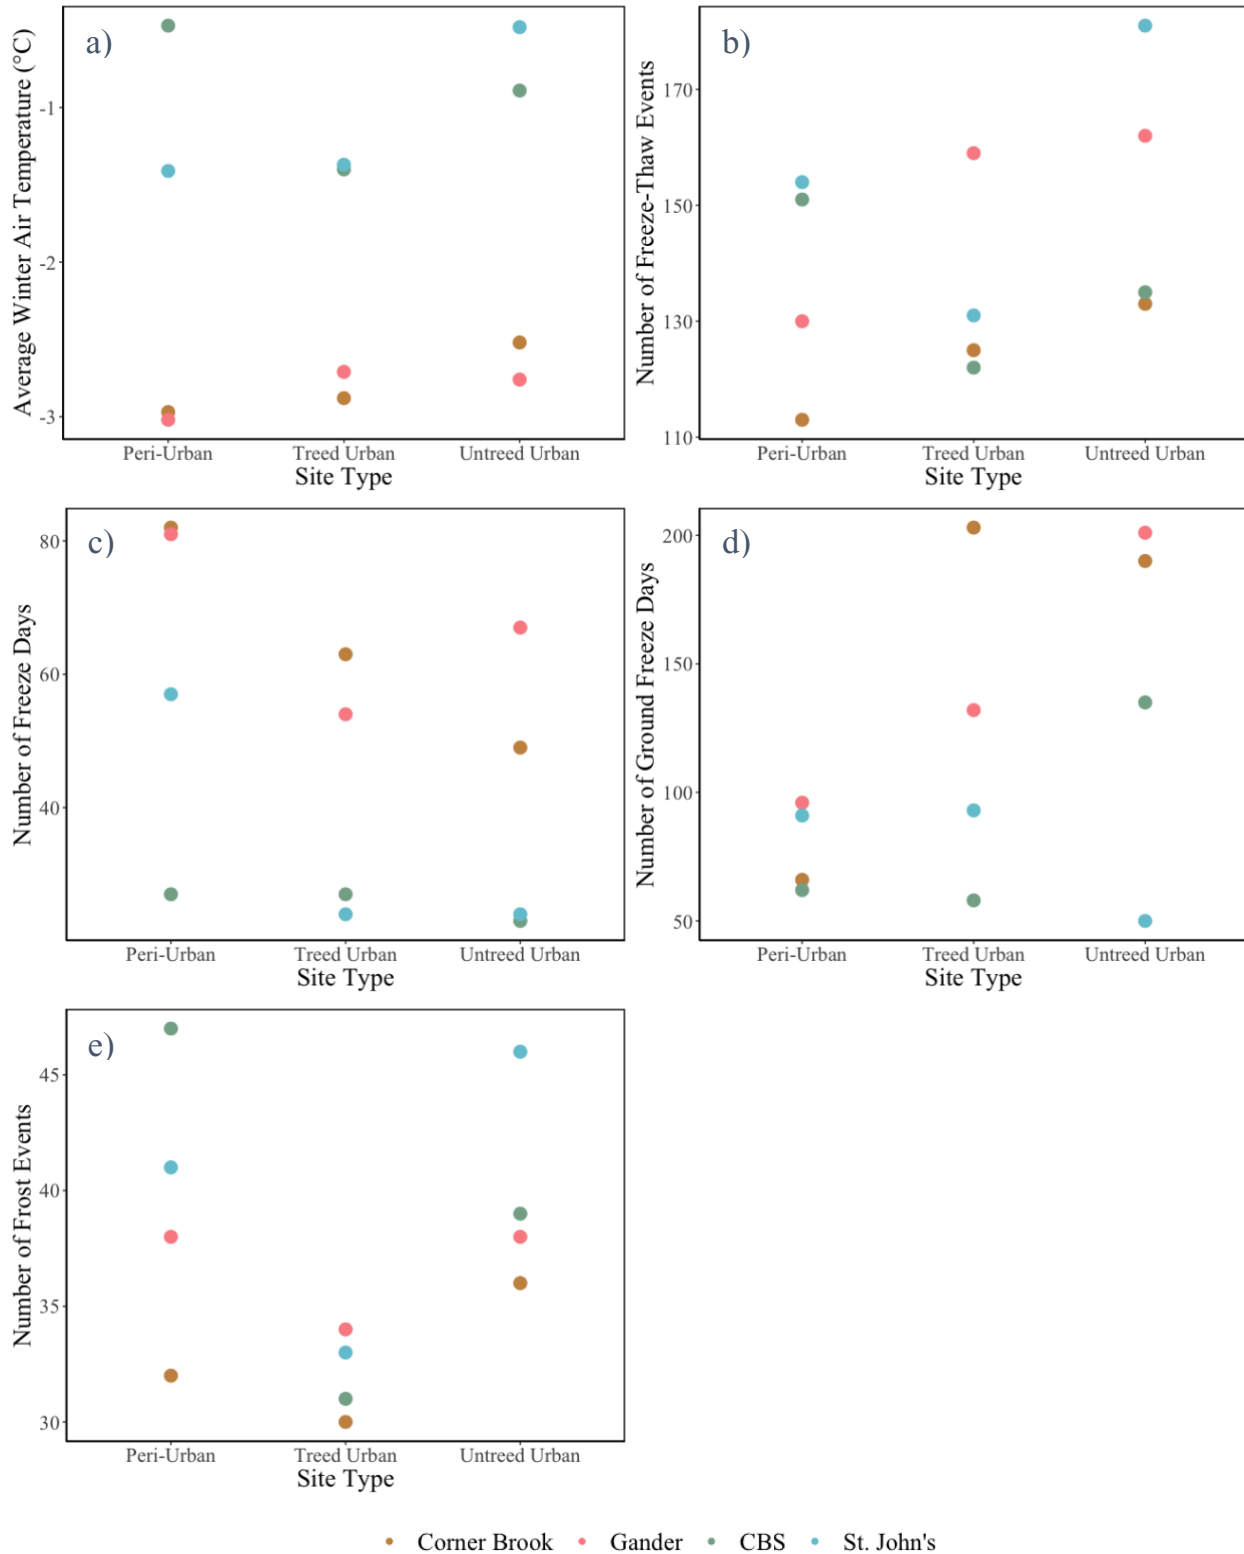 a)
Average Winter Air Temperature (°C)
-1
-2
-3
Peri-Urban Treed Urban Untreed Urban
Site Type
b)
Number of Freeze-Thaw Events
170
150
130
110
Peri-Urban Treed Urban Untreed Urban
Site Type
c)
Number of Freeze Days
80
60
40
Peri-Urban Treed Urban Untreed Urban
Site Type
d)
Number of Ground Freeze Days
200
150
100
50
Peri-Urban Treed Urban Untreed Urban
Site Type
e)
Number of Frost Events
45
40
35
30
Peri-Urban Treed Urban Untreed Urban
Site Type
Corner Brook Gander CBS St. John's